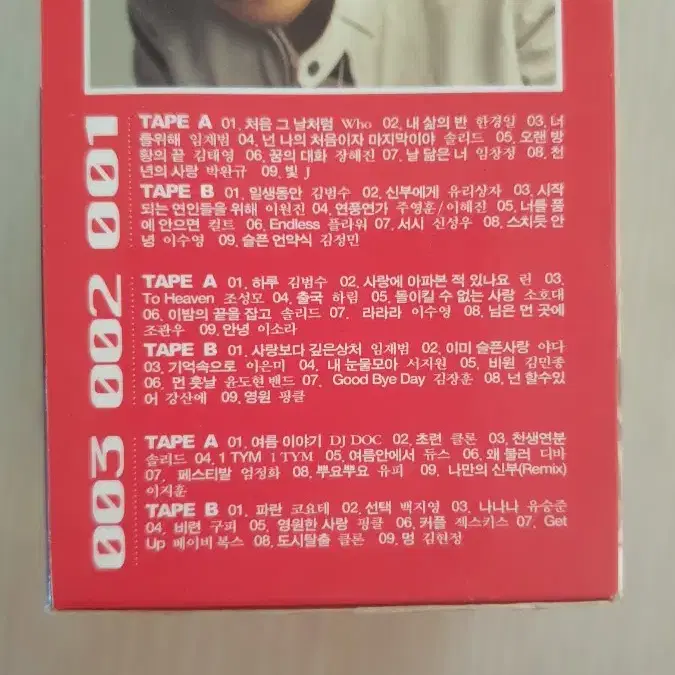 001
TAPE A 01. 처음 그 날처럼 Who 02. 내 삶의 반 한경일 03. 너
를위해 임재범 04. 넌 나의 처음이자 마지막이야 솔리드 05. 오랜 방
황의 끝 김태영 06. 꿈의 대화 장혜진 07. 날 닮은 너 임창정 08. 천
년의 사랑 박완규 09. 빛 J
TAPE B 01. 일생동안 김범수 02. 신부에게 유리상자 03. 시작
되는 연인들을 위해 이원진 04. 연풍연가 주영훈/이혜진 05. 너를 품
에 안으면 컬트 06. Endless 플라워 07. 서시 신성우 08. 스치듯 안
녕 이수영 09. 슬픈 언약식 김정민
002
TAPE A 01. 하루 김범수 02. 사랑에 아파본 적 있나요 린 03.
To Heaven 조성모 04. 출국 하림 05. 돌이킬 수 없는 사랑 소호대
06. 이밤의 끝을 잡고 솔리드 07. 라라라 이수영 08. 님은 먼 곳에
조관우 09. 안녕 이소라
TAPE B 01. 사랑보다 깊은상처 임재범 02. 이미 슬픈사랑 야다
03. 기억속으로 이은미 04. 내 눈물모아 서지원 05. 비원 김민종
06. 먼 훗날 윤도현 밴드 07. Good Bye Day 김장훈 08. 넌 할수있
어 강산에 09. 영원 핑클
003
TAPE A 01. 여름 이야기 DJ DOC 02. 초련 클론 03. 천생연분
솔리드 04. 1 TYM 1 TYM 05. 여름안에서 듀스 06. 왜 불러 디바
07. 페스티발 엄정화 08. 뿌요뿌요 유피 09. 나만의 신부(Remix)
이지훈
TAPE B 01. 파란 코요테 02. 선택 백지영 03. 나나나 유승준
04. 비련 구피 05. 영원한 사랑 핑클 06. 커플 젝스키스 07. Get
Up 베이비 복스 08. 도시탈출 클론 09. 멍 김현정